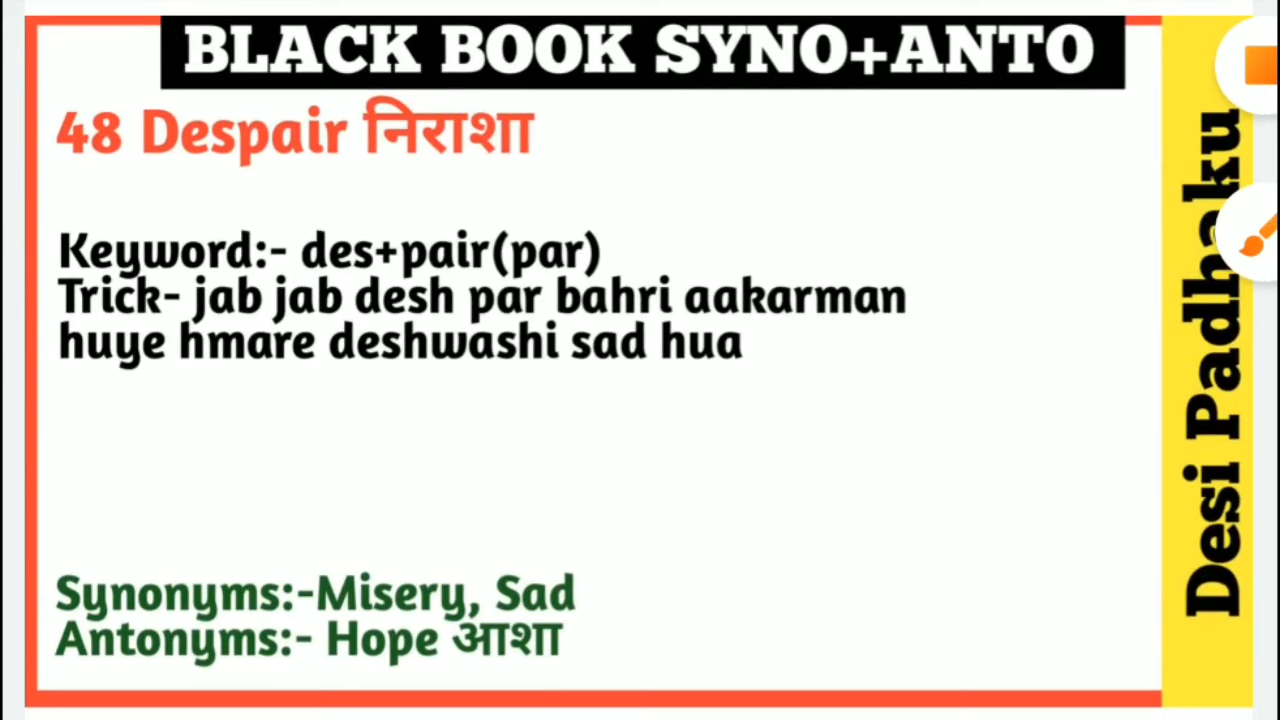 BLACK BOOK SYNO+ANTO
48 Despair निराशा
Keyword:- des+pair(par)
Trick- jab jab desh par bahri aakarman
huye hmare deshwashi sad hua
Synonyms:-Misery, Sad
Antonyms:- Hope आशा
Desi Padhaku